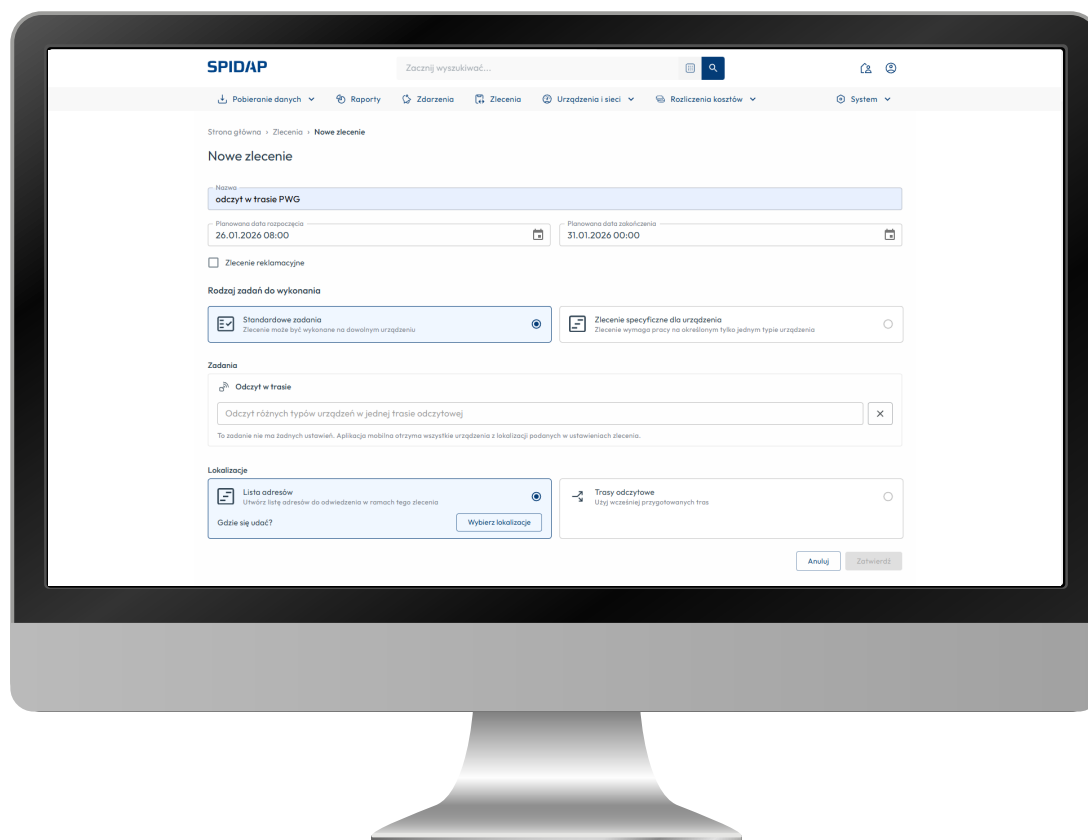 SPIDAP
Zacznij wyszukiwać...
Pobieranie danych Raporty Zdarzenia Zlecenia Urządzenia i sieci Rozliczenia kosztów System
Strona główna › Zlecenia › Nowe zlecenie
Nowe zlecenie
Nazwa
odczyt w trasie PWG
Planowana data rozpoczęcia Planowana data zakończenia
26.01.2026 08:00 31.01.2026 00:00
Zlecenie reklamacyjne
Rodzaj zadań do wykonania
Standardowe zadania Zlecenie specyficzne dla urządzenia
Zlecenie może być wykonane na dowolnym urządzeniu Zlecenie wymaga pracy na określonym tylko jednym typie urządzenia
Zadania
Odczyt w trasie
Odczyt różnych typów urządzeń w jednej trasie odczytowej
To zadanie nie ma żadnych ustawień. Aplikacja mobilna otrzyma wszystkie urządzenia z lokalizacji podanych w ustawieniach zlecenia.
Lokalizacje
Lista adresów Trasy odczytowe
Utwórz listę adresów do odwiedzenia w ramach tego zlecenia Użyj wcześniej przygotowanych tras
Gdzie się udać? Wybierz lokalizacje
Anuluj Zatwierdź